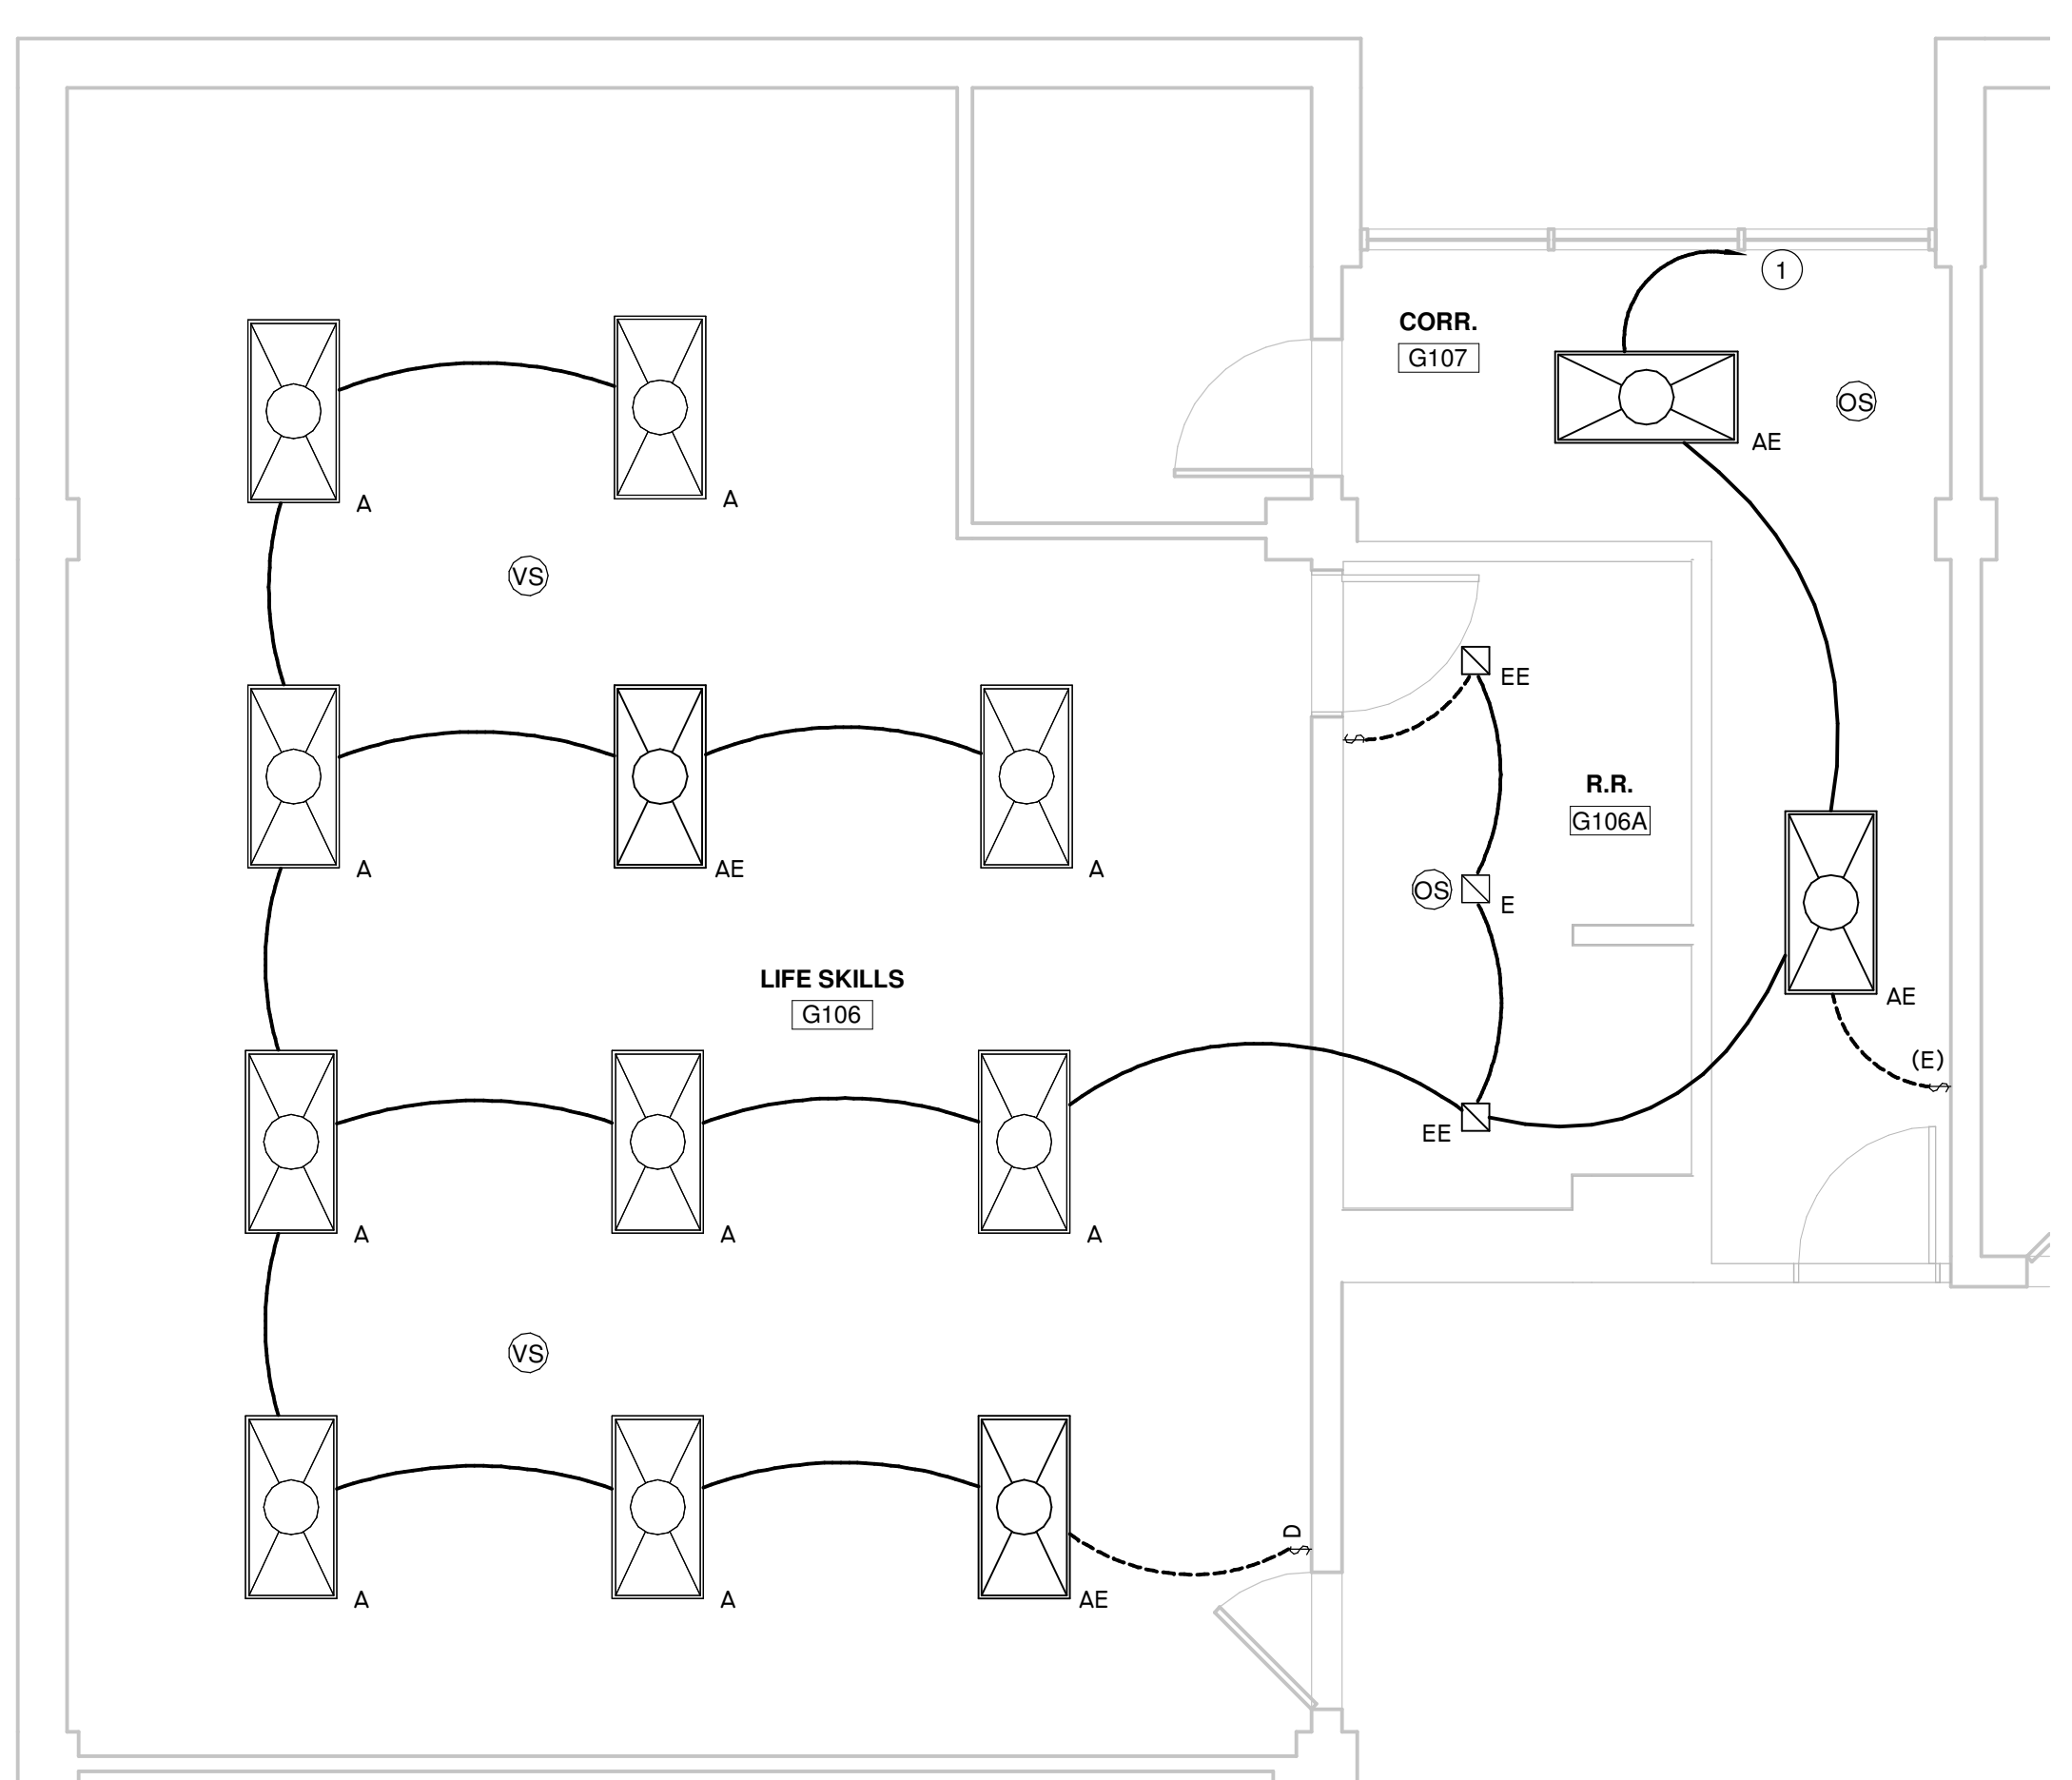 1
CORR.
G107
OS
AE
A
A
VS
EE
$
R.R.
G106A
A
AE
A
OS
E
LIFE SKILLS
G106
AE
(E)
$
EE
A
A
A
VS
D
$
A
A
AE